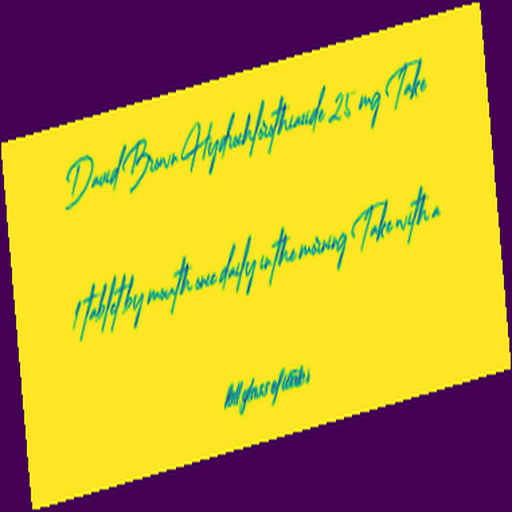 David Brown Hydrochlorothiazide 25 mg Take
1 tablet by mouth once daily in the morning Take with a
full glass of water